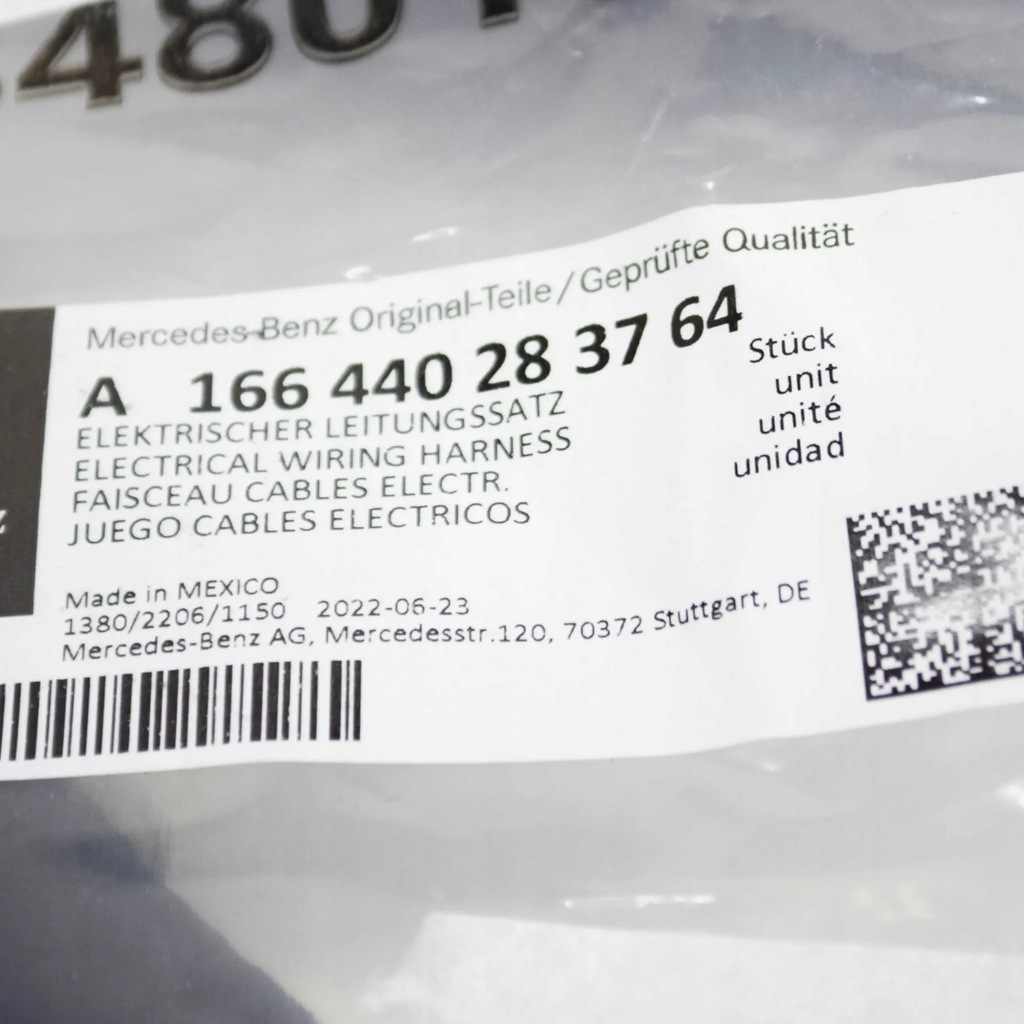 480
Mercedes-Benz Original-Teile/Geprüfte Qualität
A 166 440 28 37 64
Stück
unit
unité
unidad
ELEKTRISCHER LEITUNGSSATZ
ELECTRICAL WIRING HARNESS
FAISCEAU CABLES ELECTR.
JUEGO CABLES ELECTRICOS
Made in MEXICO
1380/2206/1150 2022-06-23
Mercedes-Benz AG, Mercedesstr.120, 70372 Stuttgart, DE